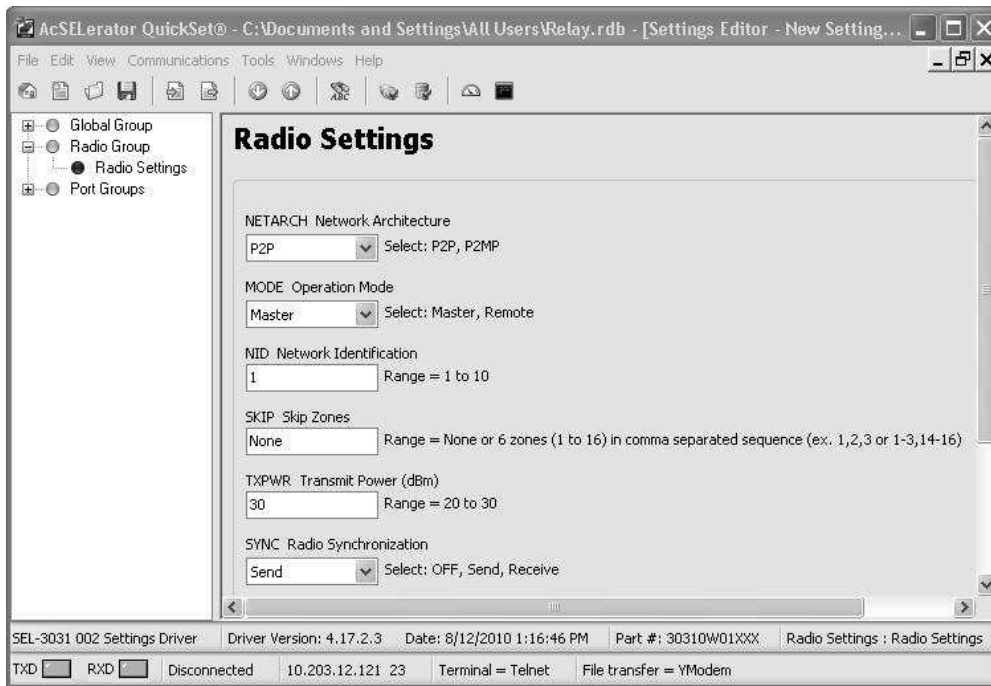 AcSELerator QuickSet® - C:\Documents and Settings\All Users\Relay.rdb - [Settings Editor - New Setting...
File Edit View Communications Tools Windows Help
Global Group
Radio Group
Radio Settings
Port Groups
Radio Settings
NETARCH Network Architecture
P2P Select: P2P, P2MP
MODE Operation Mode
Master Select: Master, Remote
NID Network Identification
1 Range = 1 to 10
SKIP Skip Zones
None Range = None or 6 zones (1 to 16) in comma separated sequence (ex. 1,2,3 or 1-3,14-16)
TXPWR Transmit Power (dBm)
30 Range = 20 to 30
SYNC Radio Synchronization
Send Select: OFF, Send, Receive
SEL-3031 002 Settings Driver Driver Version: 4.17.2.3 Date: 8/12/2010 1:16:46 PM Part #: 30310W01XXX Radio Settings : Radio Settings
TXD RXD Disconnected 10.203.12.121 23 Terminal = Telnet File transfer = YModem